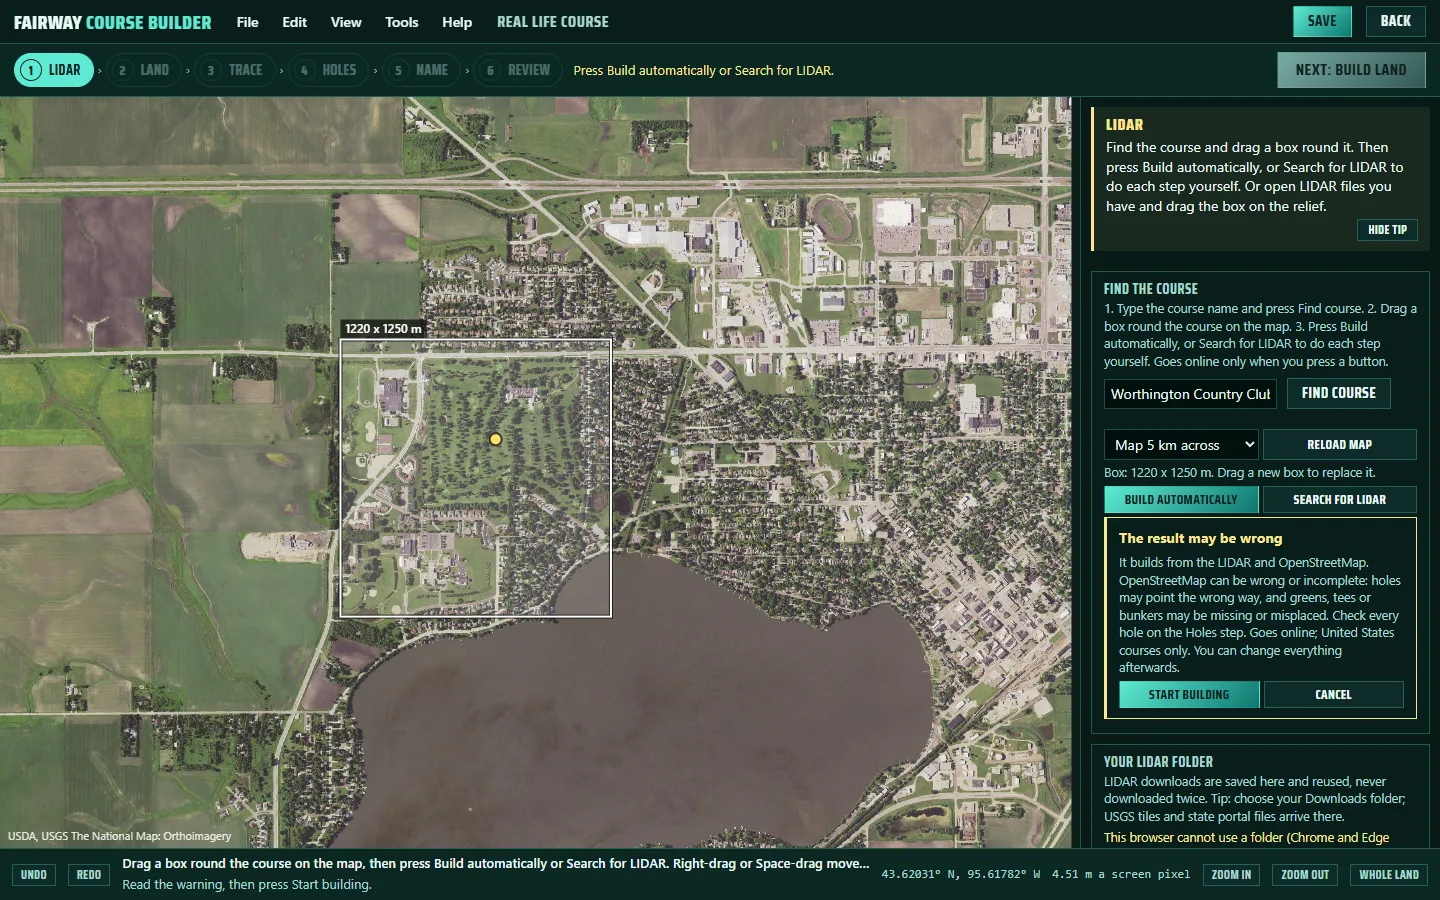 FAIRWAY COURSE BUILDER File Edit View Tools Help REAL LIFE COURSE SAVE BACK
1 LIDAR › 2 LAND › 3 TRACE › 4 HOLES › 5 NAME › 6 REVIEW Press Build automatically or Search for LIDAR. NEXT: BUILD LAND
1220 x 1250 m
USDA, USGS The National Map: Orthoimagery
LIDAR
Find the course and drag a box round it. Then
press Build automatically, or Search for LIDAR to
do each step yourself. Or open LIDAR files you
have and drag the box on the relief.
HIDE TIP
FIND THE COURSE
1. Type the course name and press Find course. 2. Drag a
box round the course on the map. 3. Press Build
automatically, or Search for LIDAR to do each step
yourself. Goes online only when you press a button.
Worthington Country Club FIND COURSE
Map 5 km across RELOAD MAP
Box: 1220 x 1250 m. Drag a new box to replace it.
BUILD AUTOMATICALLY SEARCH FOR LIDAR
The result may be wrong
It builds from the LIDAR and OpenStreetMap.
OpenStreetMap can be wrong or incomplete: holes
may point the wrong way, and greens, tees or
bunkers may be missing or misplaced. Check every
hole on the Holes step. Goes online; United States
courses only. You can change everything
afterwards.
START BUILDING CANCEL
YOUR LIDAR FOLDER
LIDAR downloads are saved here and reused, never
downloaded twice. Tip: choose your Downloads folder;
USGS tiles and state portal files arrive there.
This browser cannot use a folder (Chrome and Edge
UNDO REDO Drag a box round the course on the map, then press Build automatically or Search for LIDAR. Right-drag or Space-drag move...
Read the warning, then press Start building.
43.62031° N, 95.61782° W 4.51 m a screen pixel ZOOM IN ZOOM OUT WHOLE LAND